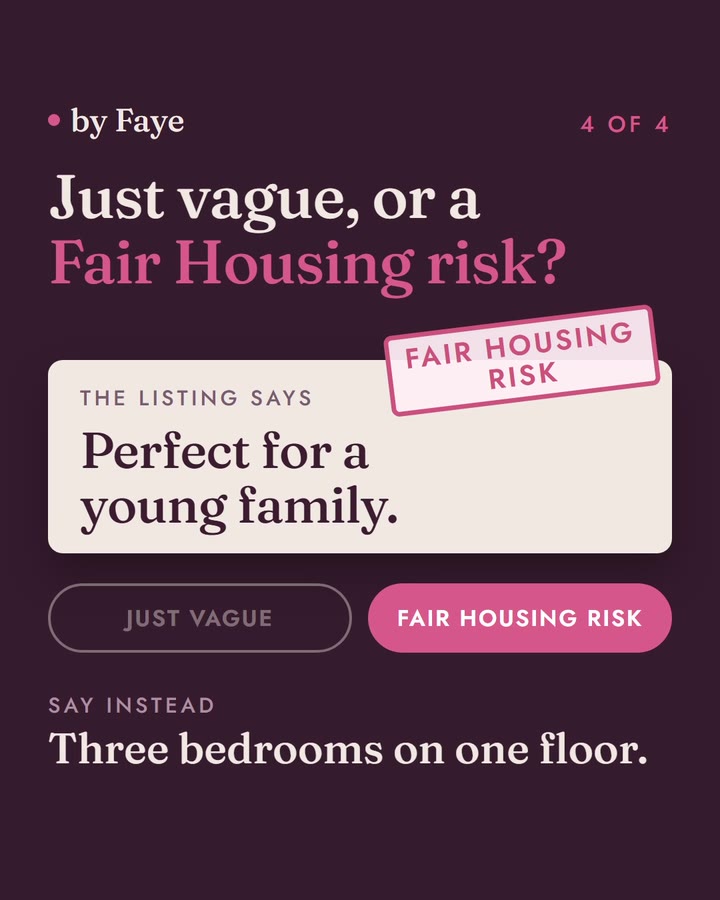 by Faye
4 OF 4
Just vague, or a
Fair Housing risk?
FAIR HOUSING
RISK
THE LISTING SAYS
Perfect for a
young family.
JUST VAGUE
FAIR HOUSING RISK
SAY INSTEAD
Three bedrooms on one floor.